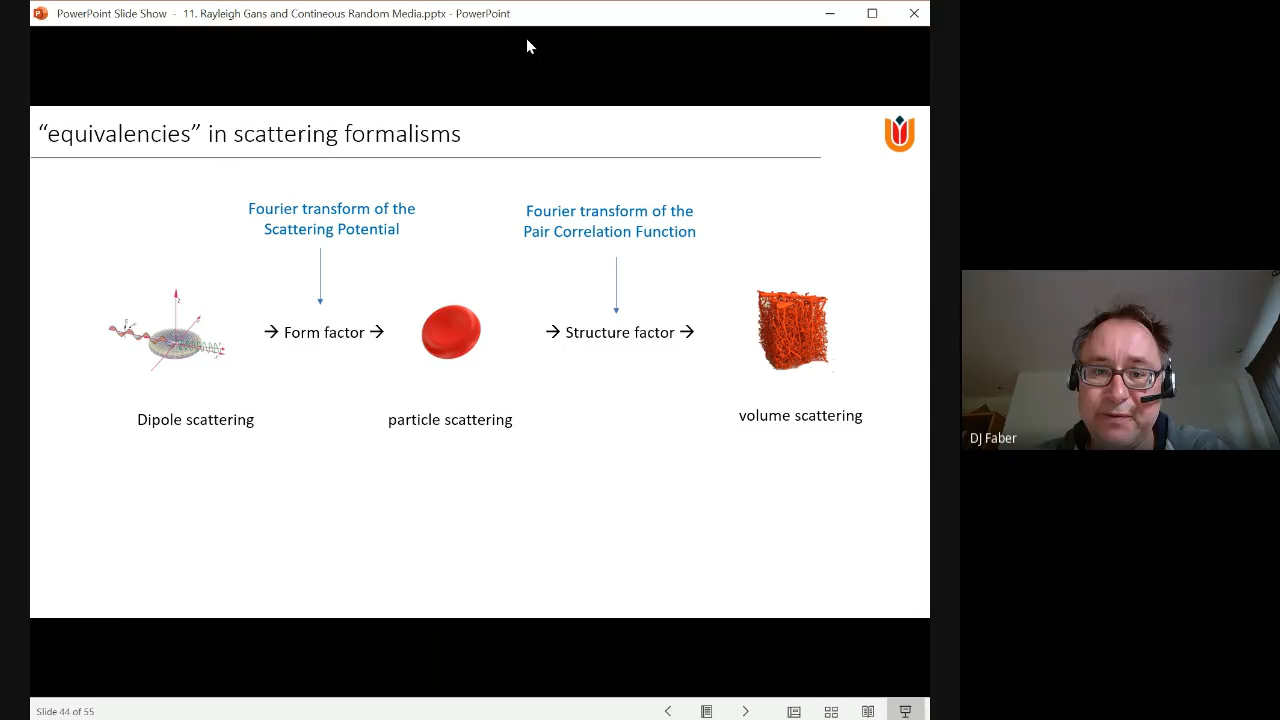 PowerPoint Slide Show - 11. Rayleigh Gans and Contineous Random Media.pptx - PowerPoint
“equivalencies” in scattering formalisms
Fourier transform of the
Scattering Potential
Fourier transform of the
Pair Correlation Function
→ Form factor →
→ Structure factor →
Dipole scattering
particle scattering
volume scattering
DJ Faber
Slide 44 of 55